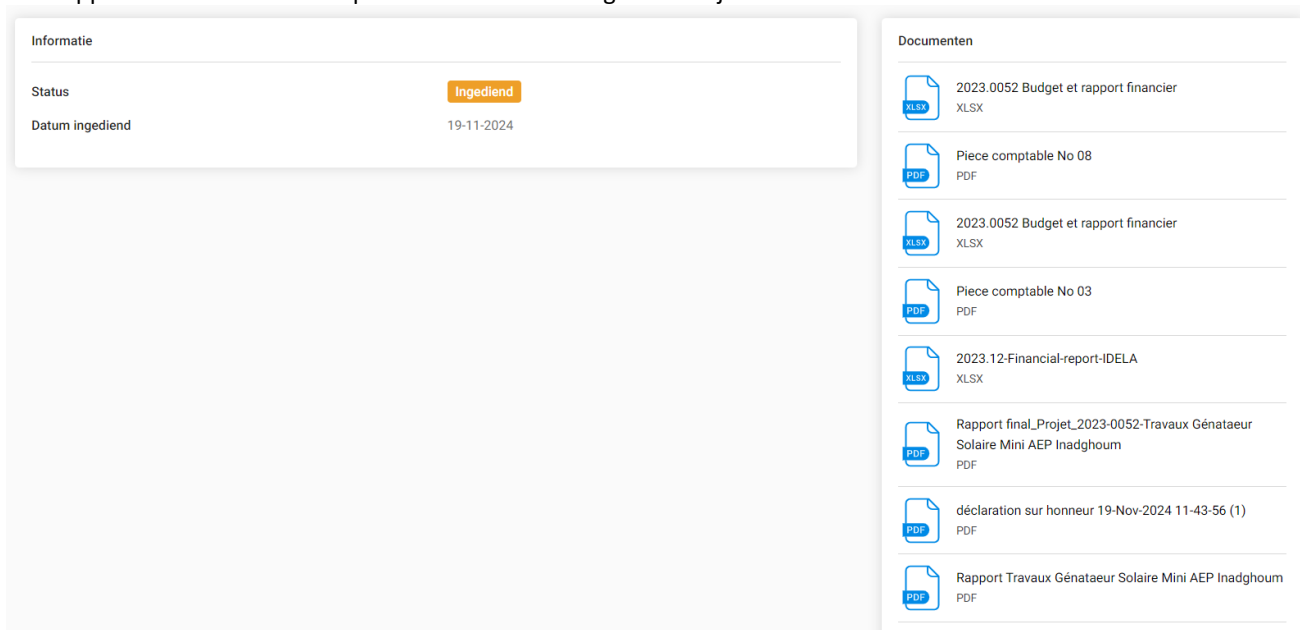 Informatie
Status
Ingediend
Datum ingediend
19-11-2024
Documenten
XLSX
2023.0052 Budget et rapport financier
XLSX
PDF
Piece comptable No 08
PDF
XLSX
2023.0052 Budget et rapport financier
XLSX
PDF
Piece comptable No 03
PDF
XLSX
2023.12-Financial-report-IDELA
XLSX
PDF
Rapport final_Projet_2023-0052-Travaux Génataeur
Solaire Mini AEP Inadghoum
PDF
PDF
déclaration sur honneur 19-Nov-2024 11-43-56 (1)
PDF
PDF
Rapport Travaux Génataeur Solaire Mini AEP Inadghoum
PDF